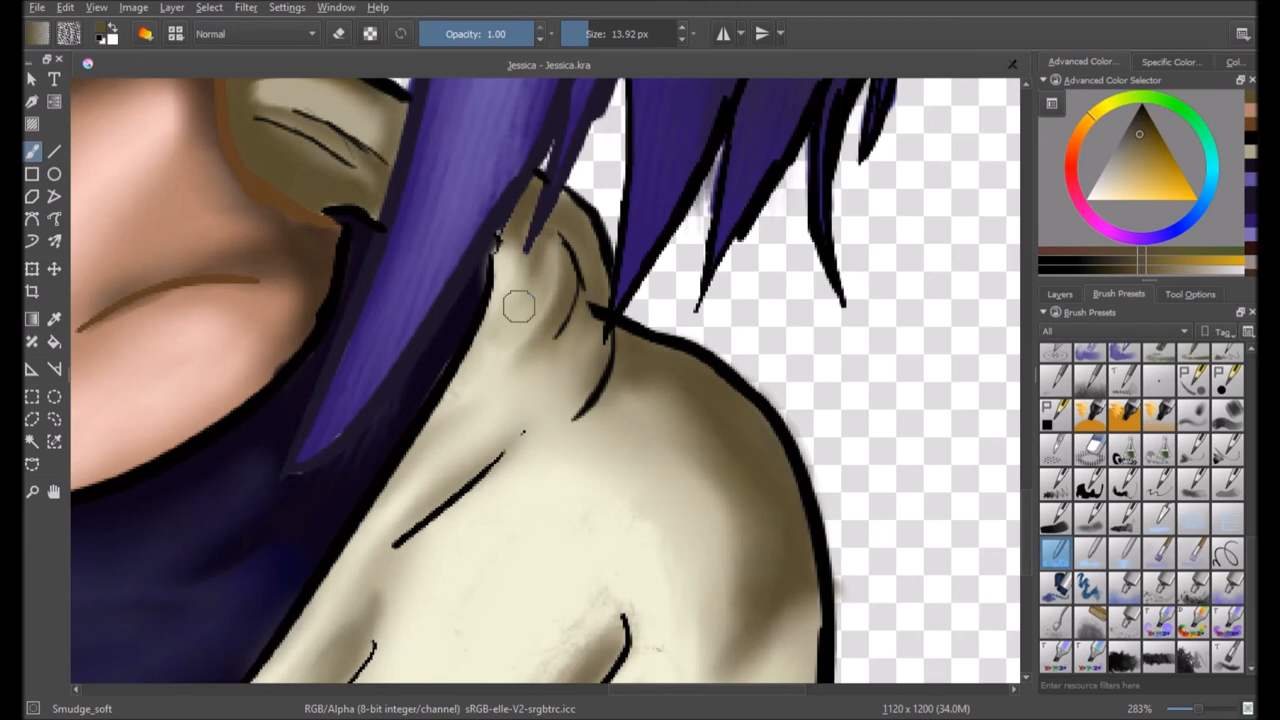 File Edit View Image Layer Select Filter Settings Window Help
Normal Opacity: 1.00 Size: 13.92 px
Jessica - Jessica.kra
Advanced Color... Specific Color... Col...
Advanced Color Selector
Layers Brush Presets Tool Options
Brush Presets
All Tag
Enter resource filters here
Smudge_soft RGB/Alpha (8-bit integer/channel) sRGB-elle-V2-srgbtrc.icc 1120 x 1200 (34.0M) 283%